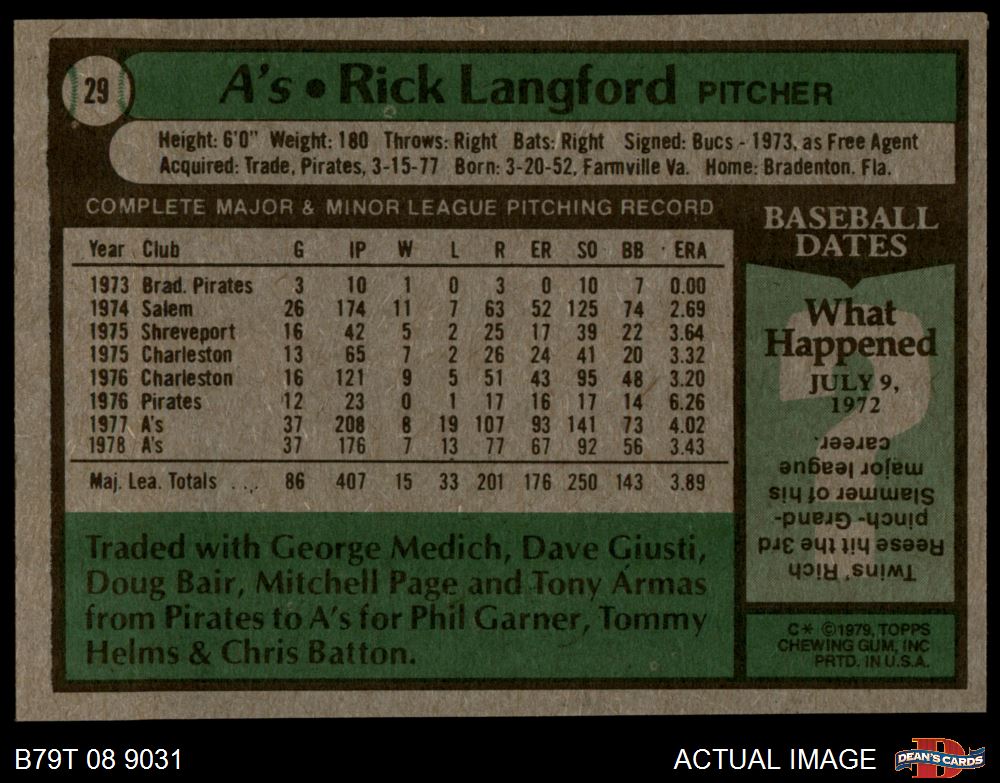 29
A's • Rick Langford PITCHER
Height: 6'0" Weight: 180 Throws: Right Bats: Right Signed: Bucs - 1973, as Free Agent
Acquired: Trade, Pirates, 3-15-77 Born: 3-20-52, Farmville Va. Home: Bradenton. Fla.
COMPLETE MAJOR & MINOR LEAGUE PITCHING RECORD
Year Club G IP W L R ER SO BB ERA
1973 Brad. Pirates 3 10 1 0 3 0 10 7 0.00
1974 Salem 26 174 11 7 63 52 125 74 2.69
1975 Shreveport 16 42 5 2 25 17 39 22 3.64
1975 Charleston 13 65 7 2 26 24 41 20 3.32
1976 Charleston 16 121 9 5 51 43 95 48 3.20
1976 Pirates 12 23 0 1 17 16 17 14 6.26
1977 A's 37 208 8 19 107 93 141 73 4.02
1978 A's 37 176 7 13 77 67 92 56 3.43
Maj. Lea. Totals .... 86 407 15 33 201 176 250 143 3.89
Traded with George Medich, Dave Giusti,
Doug Bair, Mitchell Page and Tony Armas
from Pirates to A's for Phil Garner, Tommy
Helms & Chris Batton.
BASEBALL
DATES
What
Happened
JULY 9,
1972
Twins', Rich
Reese hit the 3rd
pinch-Grand-
Slammer of his
major league
career.
C* ©1979, TOPPS
CHEWING GUM, INC
PRTD. IN U.S.A.
B79T 08 9031
ACTUAL IMAGE
D
DEAN'S CARDS